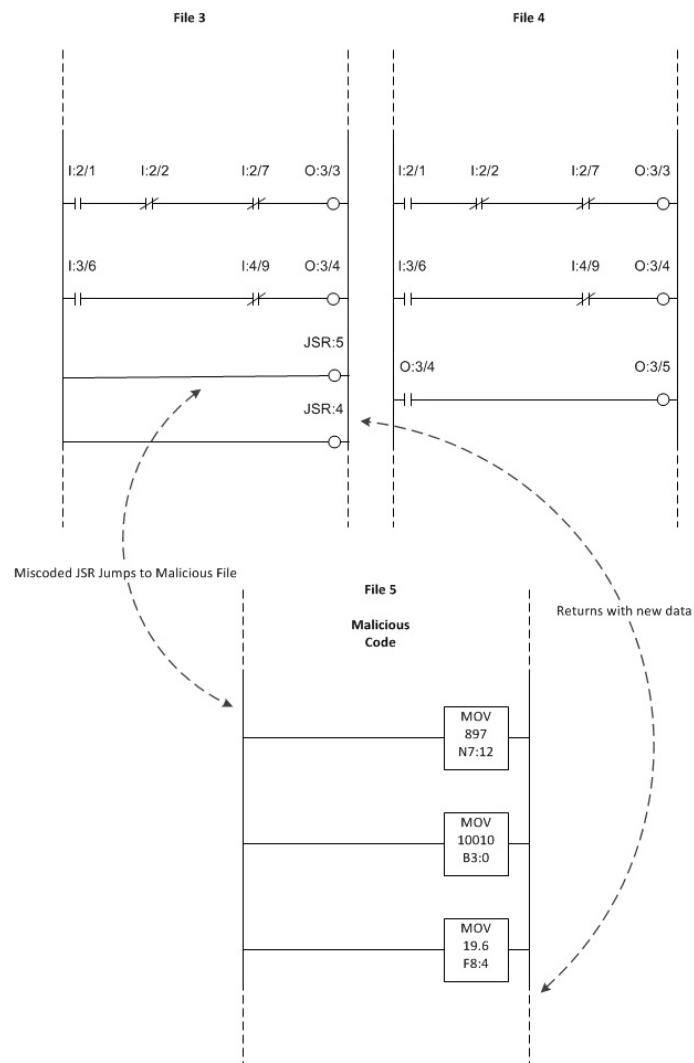 File 3
File 4
I:2/1 I:2/2 I:2/7 O:3/3
I:2/1 I:2/2 I:2/7 O:3/3
I:3/6 I:4/9 O:3/4
I:3/6 I:4/9 O:3/4
JSR:5
O:3/4 O:3/5
JSR:4
Miscoded JSR Jumps to Malicious File
File 5
Returns with new data
Malicious
Code
MOV
897
N7:12
MOV
10010
B3:0
MOV
19.6
F8:4